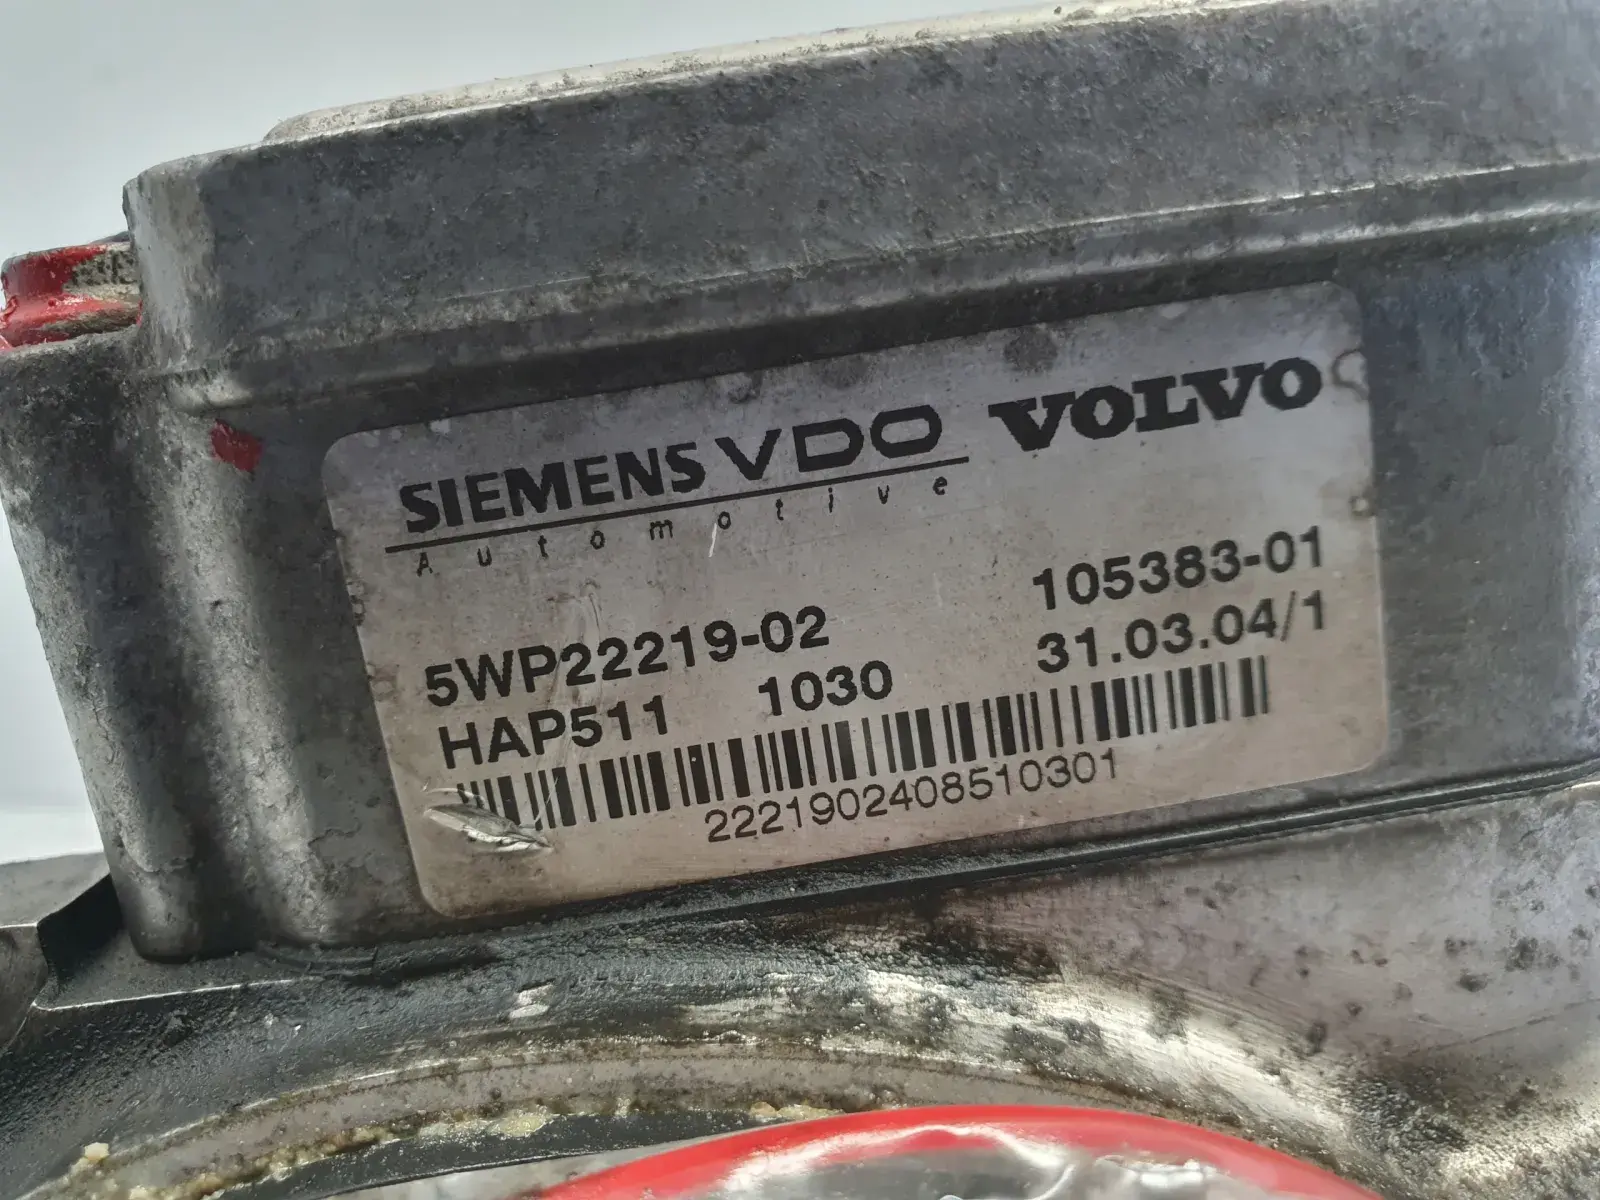 SIEMENS VDO VOLVO
Automotive
5WP22219-02 105383-01
HAP511 1030 31.03.04/1
2221902408510301